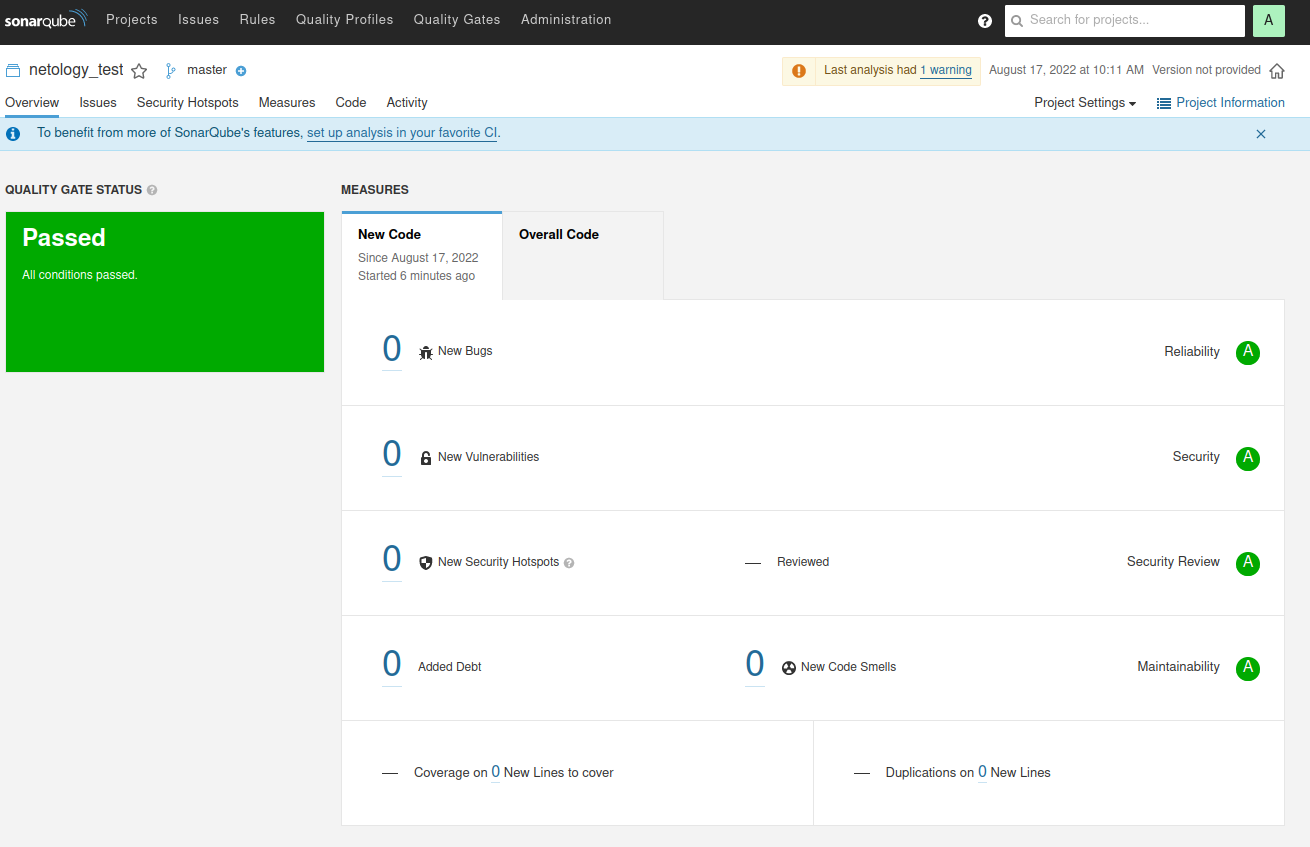 sonarqube Projects Issues Rules Quality Profiles Quality Gates Administration ? Search for projects... A
netology_test master Last analysis had 1 warning August 17, 2022 at 10:11 AM Version not provided
Overview Issues Security Hotspots Measures Code Activity Project Settings Project Information
To benefit from more of SonarQube's features, set up analysis in your favorite CI.
QUALITY GATE STATUS ?
Passed
All conditions passed.
MEASURES
New Code
Since August 17, 2022
Started 6 minutes ago
Overall Code
0 New Bugs Reliability A
0 New Vulnerabilities Security A
0 New Security Hotspots ? — Reviewed Security Review A
0 Added Debt 0 New Code Smells Maintainability A
— Coverage on 0 New Lines to cover — Duplications on 0 New Lines